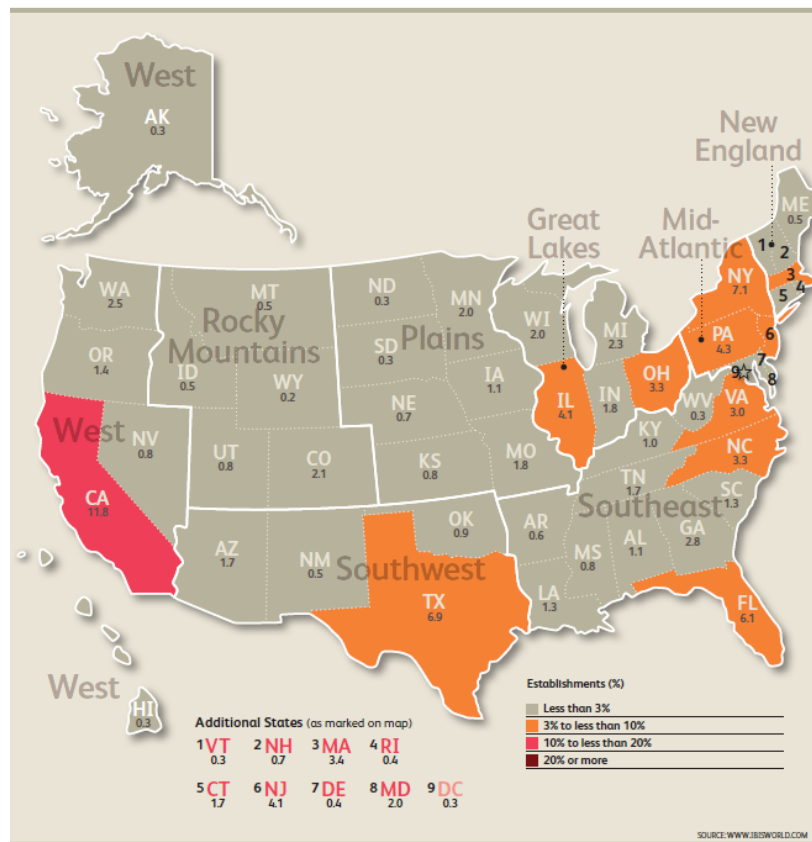 West
AK
0.3
New
England
ME
0.5
Great
Lakes
Mid-
Atlantic
1
2
3
4
5
6
7
8
9
WA
2.5
MT
0.5
ND
0.3
MN
2.0
NY
7.1
Rocky
Mountains
Plains
WI
2.0
MI
2.3
PA
4.3
OR
1.4
ID
0.5
WY
0.2
SD
0.3
IA
1.1
IL
4.1
IN
1.8
OH
3.3
WV
0.3
VA
3.0
West
NV
0.8
UT
0.8
CO
2.1
NE
0.7
KS
0.8
MO
1.8
KY
1.0
NC
3.3
CA
11.8
AZ
1.7
NM
0.5
OK
0.9
AR
0.6
TN
1.7
SC
1.3
Southeast
MS
0.8
AL
1.1
GA
2.8
Southwest
TX
6.9
LA
1.3
FL
6.1
West
HI
0.3
Additional States (as marked on map)
1 VT 2 NH 3 MA 4 RI
0.3 0.7 3.4 0.4
5 CT 6 NJ 7 DE 8 MD 9 DC
1.7 4.1 0.4 2.0 0.3
Establishments (%)
Less than 3%
3% to less than 10%
10% to less than 20%
20% or more
SOURCE: WWW.IBISWORLD.COM